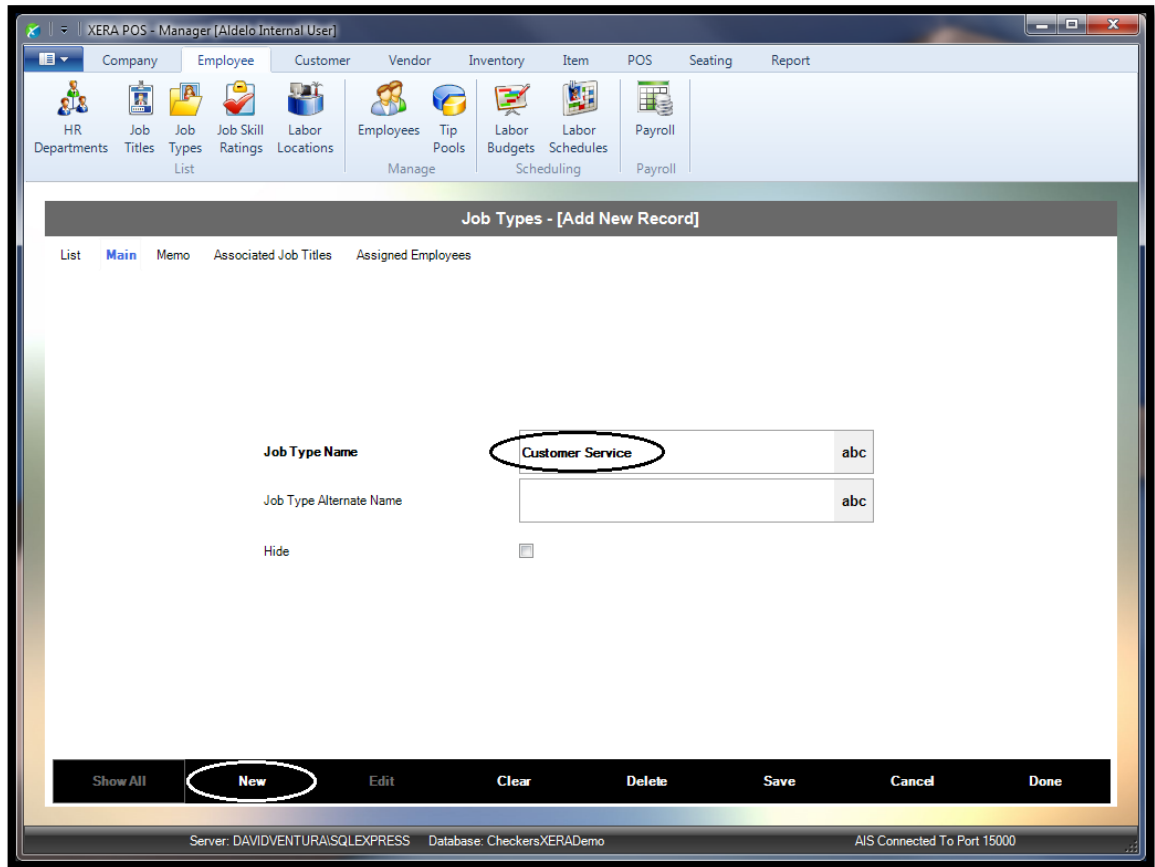 XERA POS - Manager [Aldelo Internal User]
Company Employee Customer Vendor Inventory Item POS Seating Report
HR Departments
Job Titles
Job Types
Job Skill Ratings
Labor Locations
Employees
Tip Pools
Labor Budgets
Labor Schedules
Payroll
List Manage Scheduling Payroll
Job Types - [Add New Record]
List Main Memo Associated Job Titles Assigned Employees
Job Type Name Customer Service abc
Job Type Alternate Name abc
Hide
Show All New Edit Clear Delete Save Cancel Done
Server: DAVIDVENTURA\SQLEXPRESS Database: CheckersXERADemo AIS Connected To Port 15000